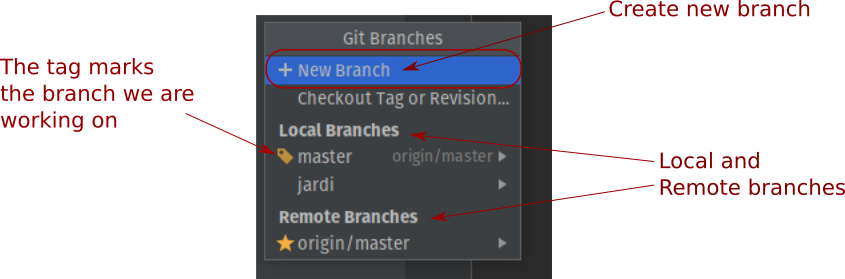 Create new branch
Git Branches
The tag marks
the branch we are
working on
+ New Branch
Checkout Tag or Revision...
Local Branches
master origin/master
jardi
Remote Branches
origin/master
Local and
Remote branches